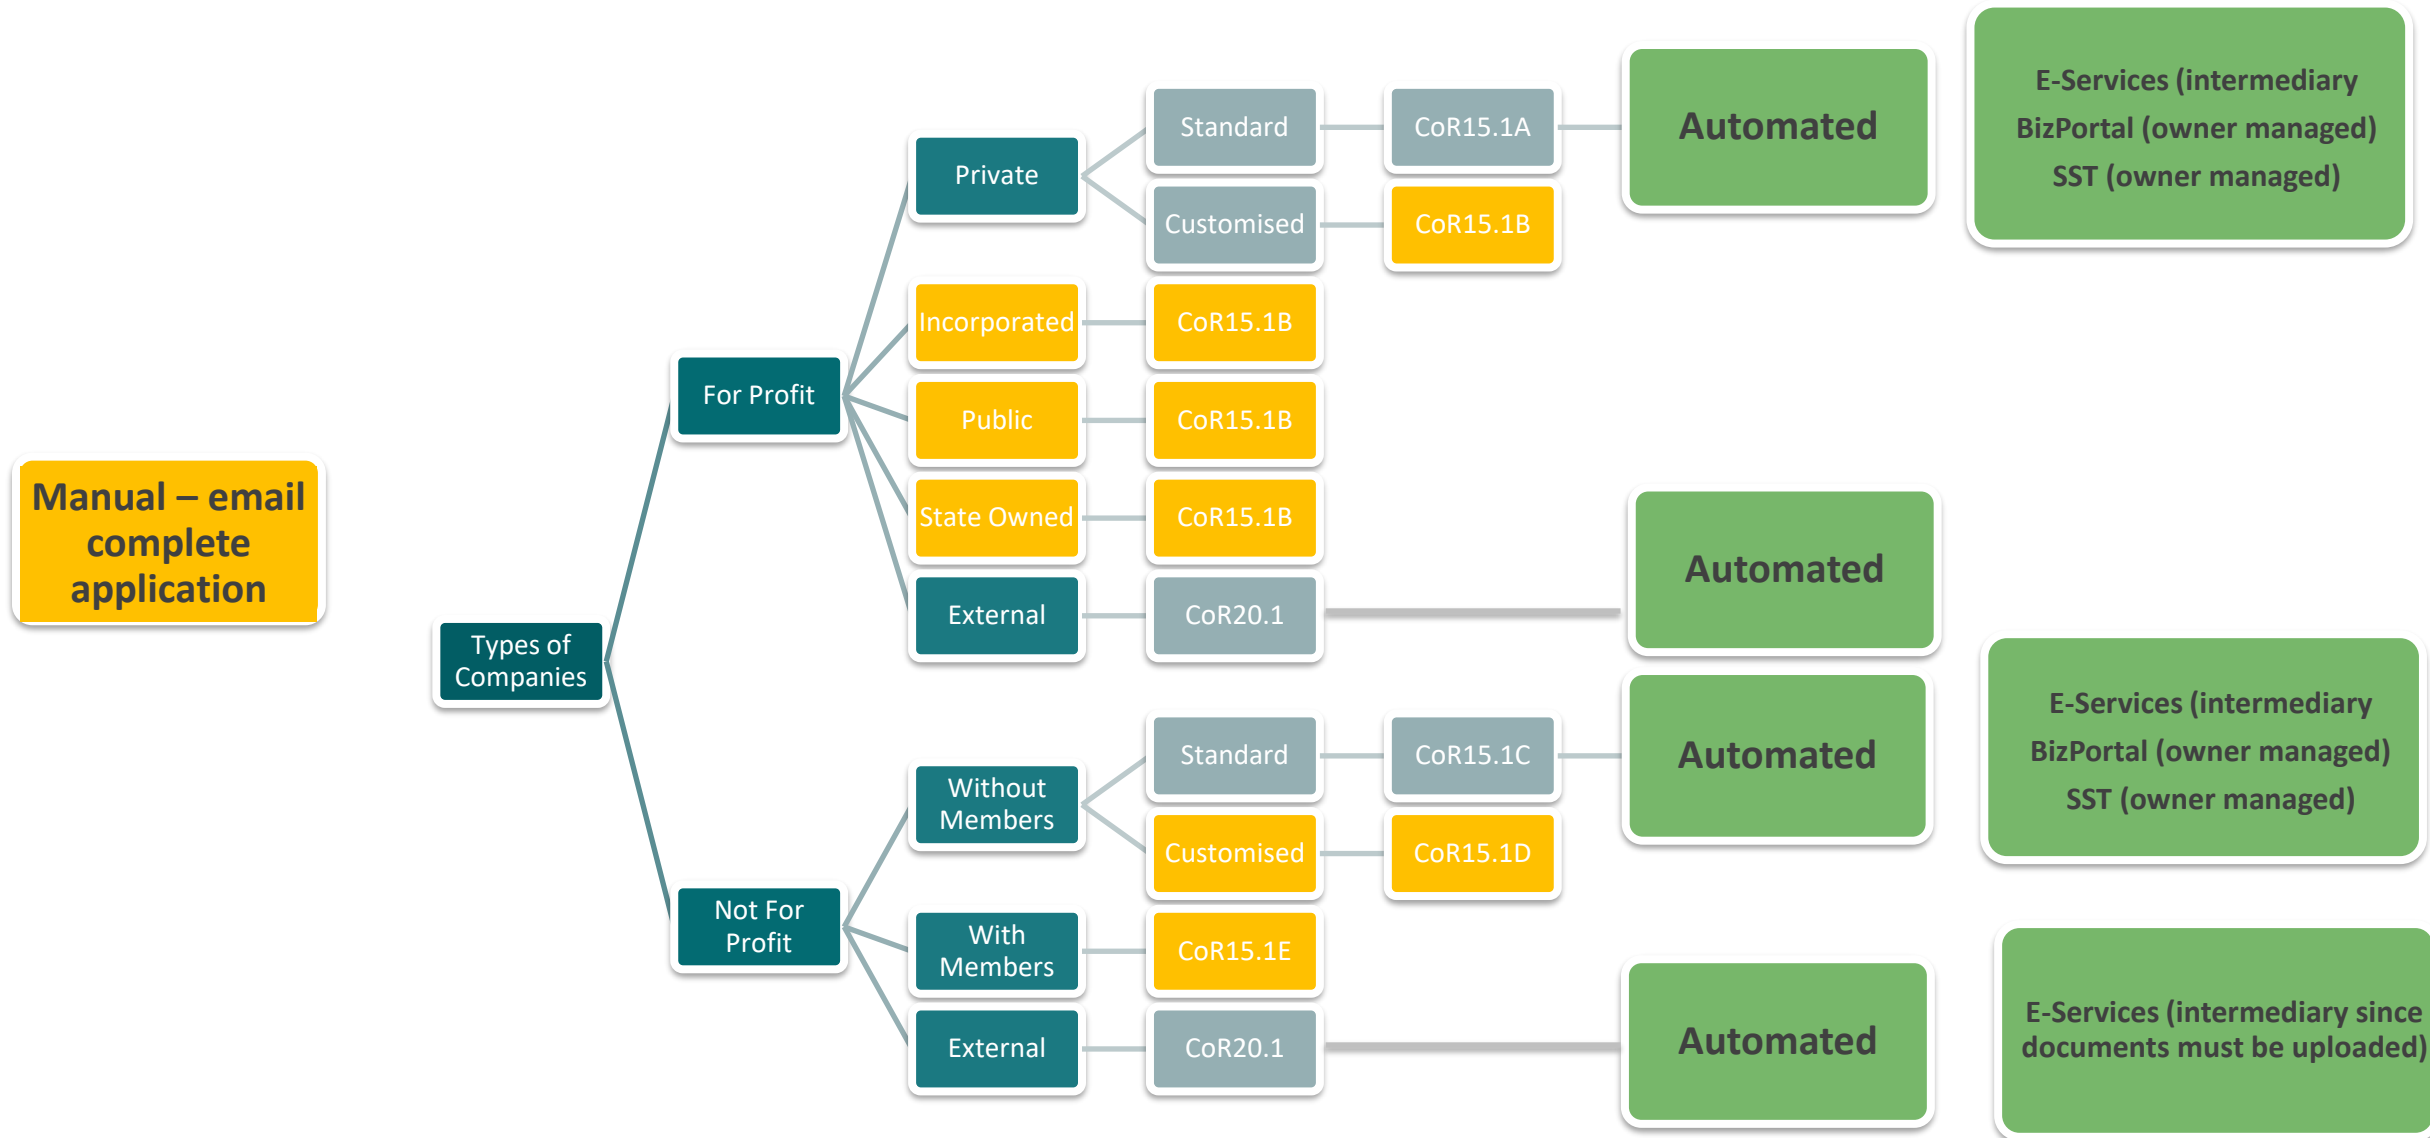 Manual – email
complete
application
Types of
Companies
For Profit
Private
Standard
CoR15.1A
Automated
E-Services (intermediary
BizPortal (owner managed)
SST (owner managed)
Customised
CoR15.1B
Incorporated
CoR15.1B
Public
CoR15.1B
State Owned
CoR15.1B
External
CoR20.1
Automated
Not For
Profit
Without
Members
Standard
CoR15.1C
Automated
E-Services (intermediary
BizPortal (owner managed)
SST (owner managed)
Customised
CoR15.1D
With
Members
CoR15.1E
External
CoR20.1
Automated
E-Services (intermediary since
documents must be uploaded)